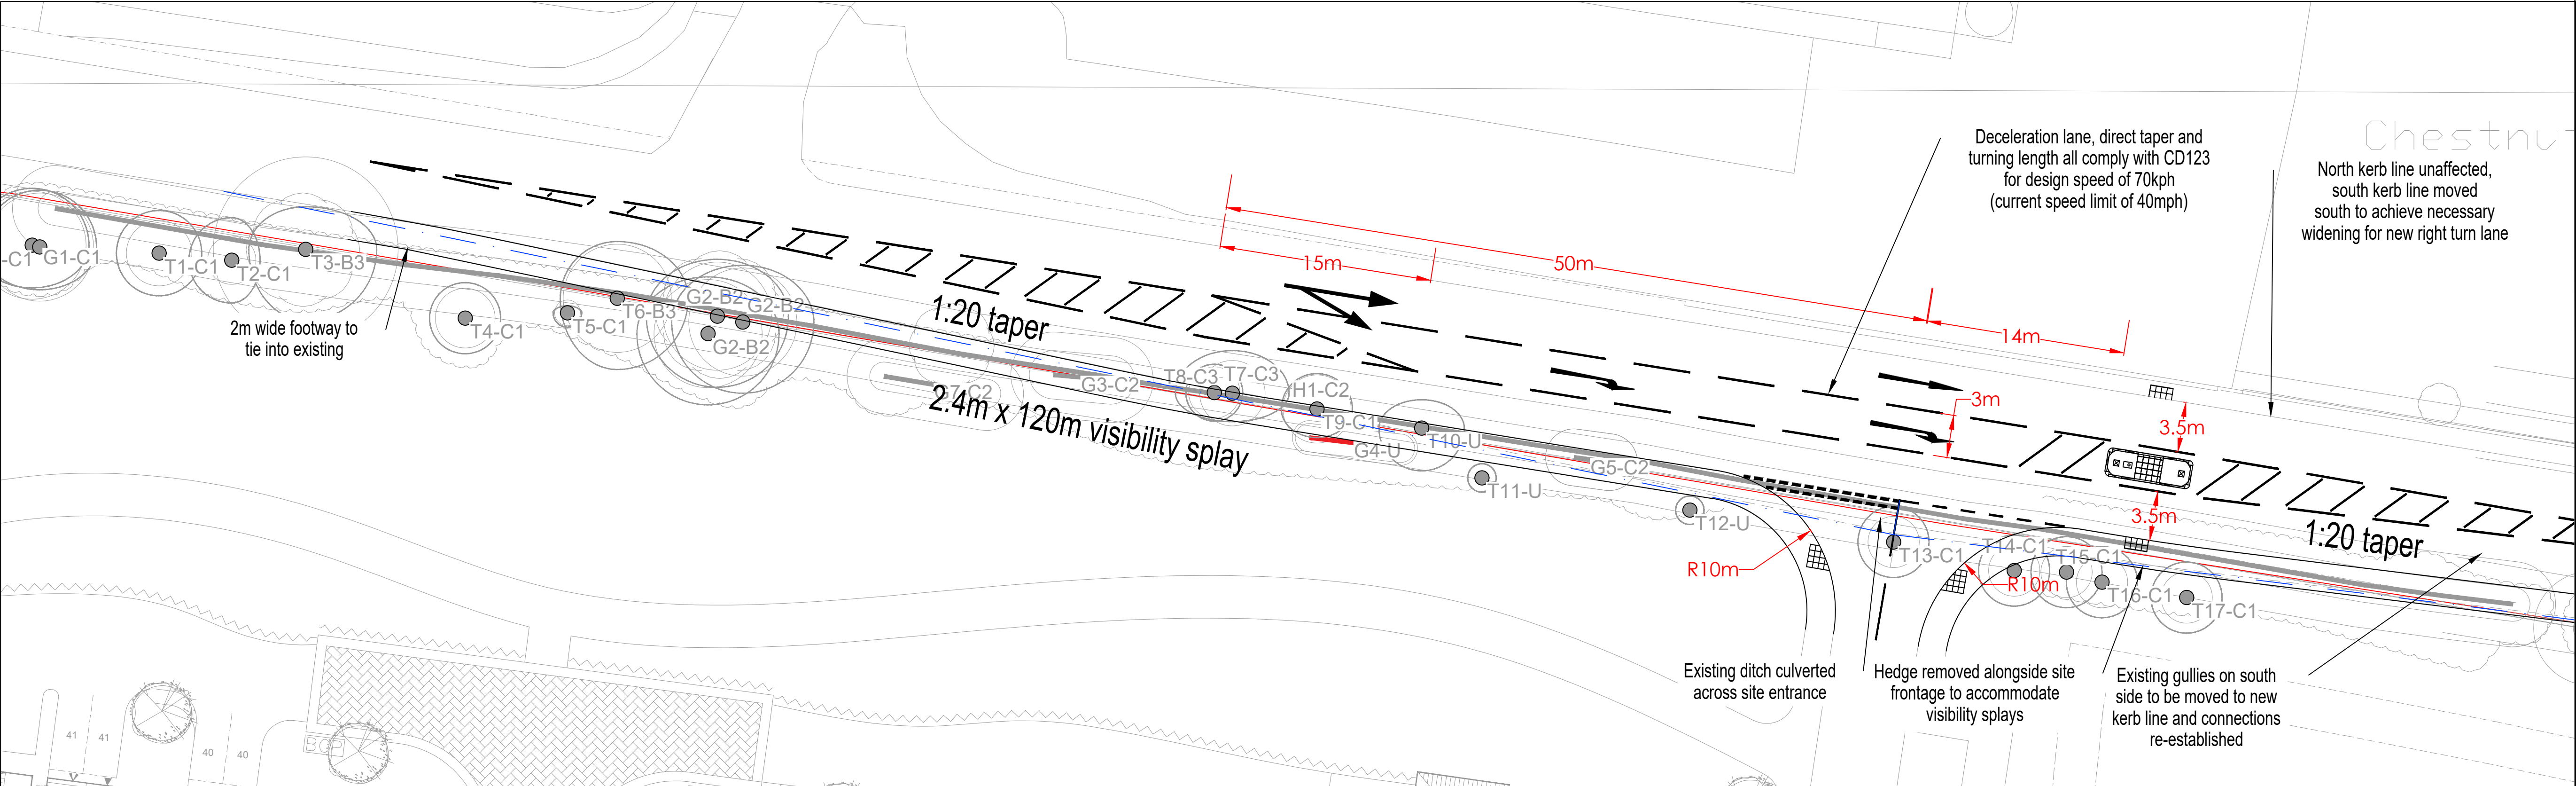 Chestnu
Deceleration lane, direct taper and
turning length all comply with CD123
for design speed of 70kph
(current speed limit of 40mph)
North kerb line unaffected,
south kerb line moved
south to achieve necessary
widening for new right turn lane
15m
50m
14m
3m
3.5m
3.5m
-C1
G1-C1
T1-C1
T2-C1
T3-B3
2m wide footway to
tie into existing
T4-C1
T5-C1
T6-B3
G2-B2
G2-B2
G2-B2
1:20 taper
G7-C2
G3-C2
2.4m x 120m visibility splay
T8-C3
T7-C3
H1-C2
T9-C1
G4-U
T10-U
T11-U
G5-C2
T12-U
R10m
T13-C1
T14-C1
T15-C1
R10m
T16-C1
T17-C1
1:20 taper
Existing ditch culverted
across site entrance
Hedge removed alongside site
frontage to accommodate
visibility splays
Existing gullies on south
side to be moved to new
kerb line and connections
re-established
41
41
40
40
BCP